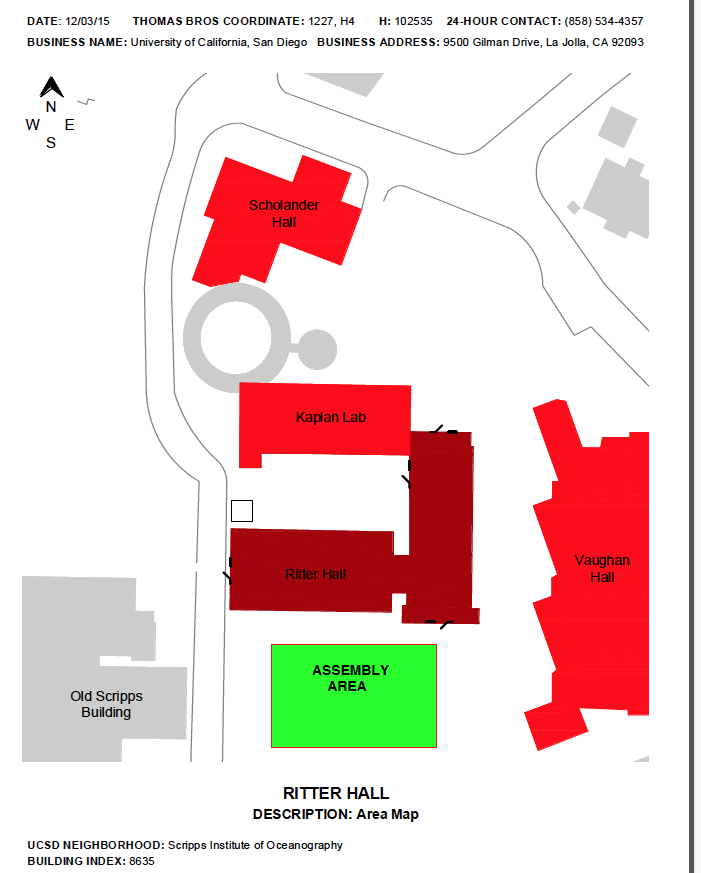 DATE: 12/03/15 THOMAS BROS COORDINATE: 1227, H4 H: 102535 24-HOUR CONTACT: (858) 534-4357
BUSINESS NAME: University of California, San Diego BUSINESS ADDRESS: 9500 Gilman Drive, La Jolla, CA 92093
N
W E
S
Scholander
Hall
Kaplan Lab
Ritter Hall
Vaughan
Hall
ASSEMBLY
AREA
Old Scripps
Building
RITTER HALL
DESCRIPTION: Area Map
UCSD NEIGHBORHOOD: Scripps Institute of Oceanography
BUILDING INDEX: 8635